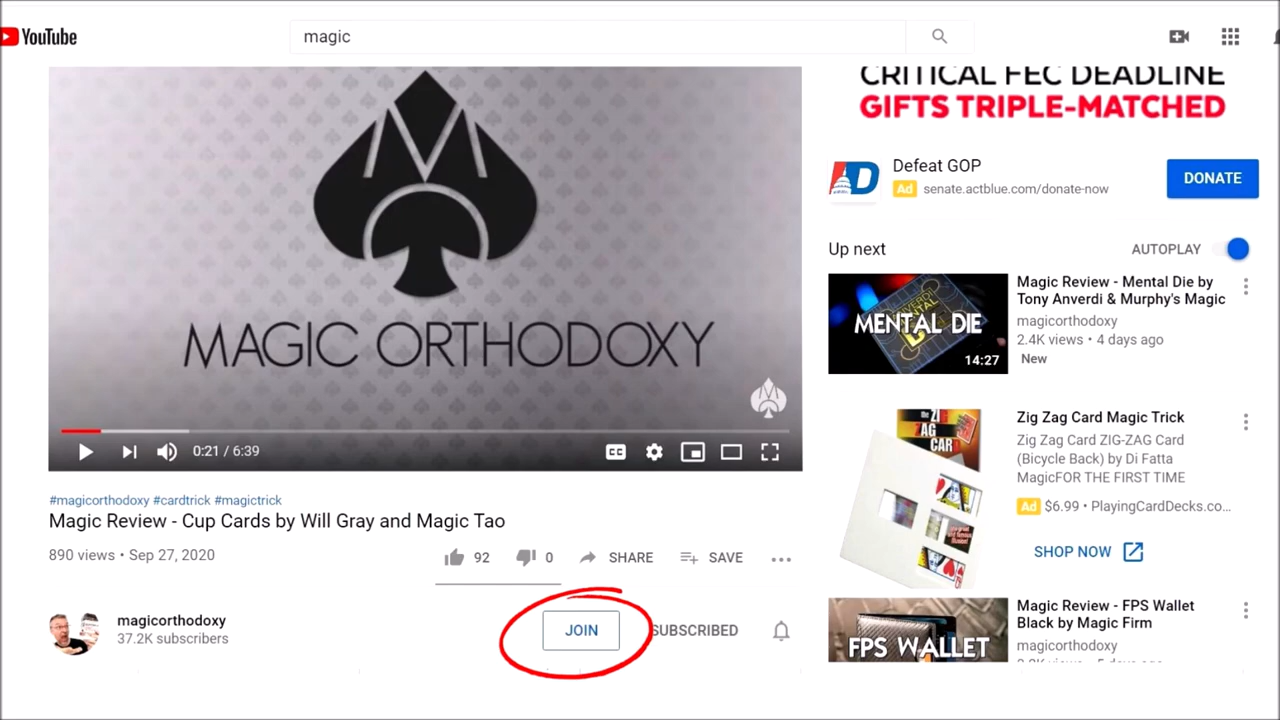 YouTube
magic
CRITICAL FEC DEADLINE
GIFTS TRIPLE-MATCHED
MAGIC ORTHODOXY
0:21 / 6:39
CC
#magicorthodoxy #cardtrick #magictrick
Magic Review - Cup Cards by Will Gray and Magic Tao
890 views • Sep 27, 2020
92
0
SHARE
SAVE
magicorthodoxy
37.2K subscribers
JOIN
SUBSCRIBED
D
Defeat GOP
Ad senate.actblue.com/donate-now
DONATE
Up next
AUTOPLAY
MENTAL DIE
14:27
Magic Review - Mental Die by
Tony Anverdi & Murphy's Magic
magicorthodoxy
2.4K views • 4 days ago
New
the ZIG
ZAG
CARD
Zig Zag Card Magic Trick
Zig Zag Card ZIG-ZAG Card
(Bicycle Back) by Di Fatta
MagicFOR THE FIRST TIME
Ad $6.99 • PlayingCardDecks.co...
SHOP NOW
FPS WALLET
Magic Review - FPS Wallet
Black by Magic Firm
magicorthodoxy